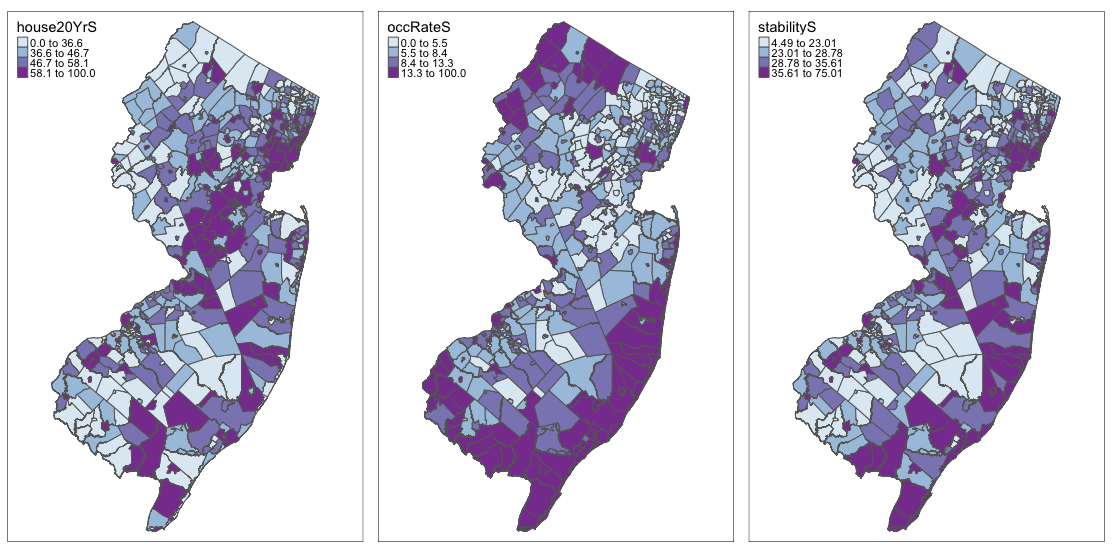 house20YrS
0.0 to 36.6
36.6 to 46.7
46.7 to 58.1
58.1 to 100.0
occRateS
0.0 to 5.5
5.5 to 8.4
8.4 to 13.3
13.3 to 100.0
stabilityS
4.49 to 23.01
23.01 to 28.78
28.78 to 35.61
35.61 to 75.01